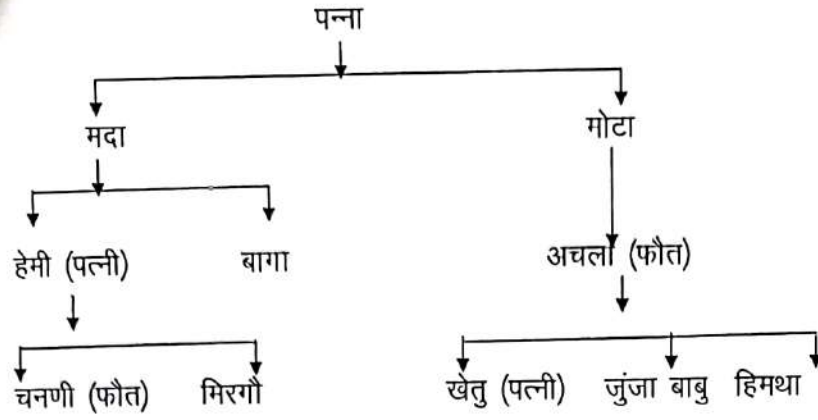 पन्ना
मदा मोटा
हेमी (पत्नी) बागा अचला (फौत)
चनणी (फौत) मिरगौ खेतु (पत्नी) जुंजा बाबु हिमथा